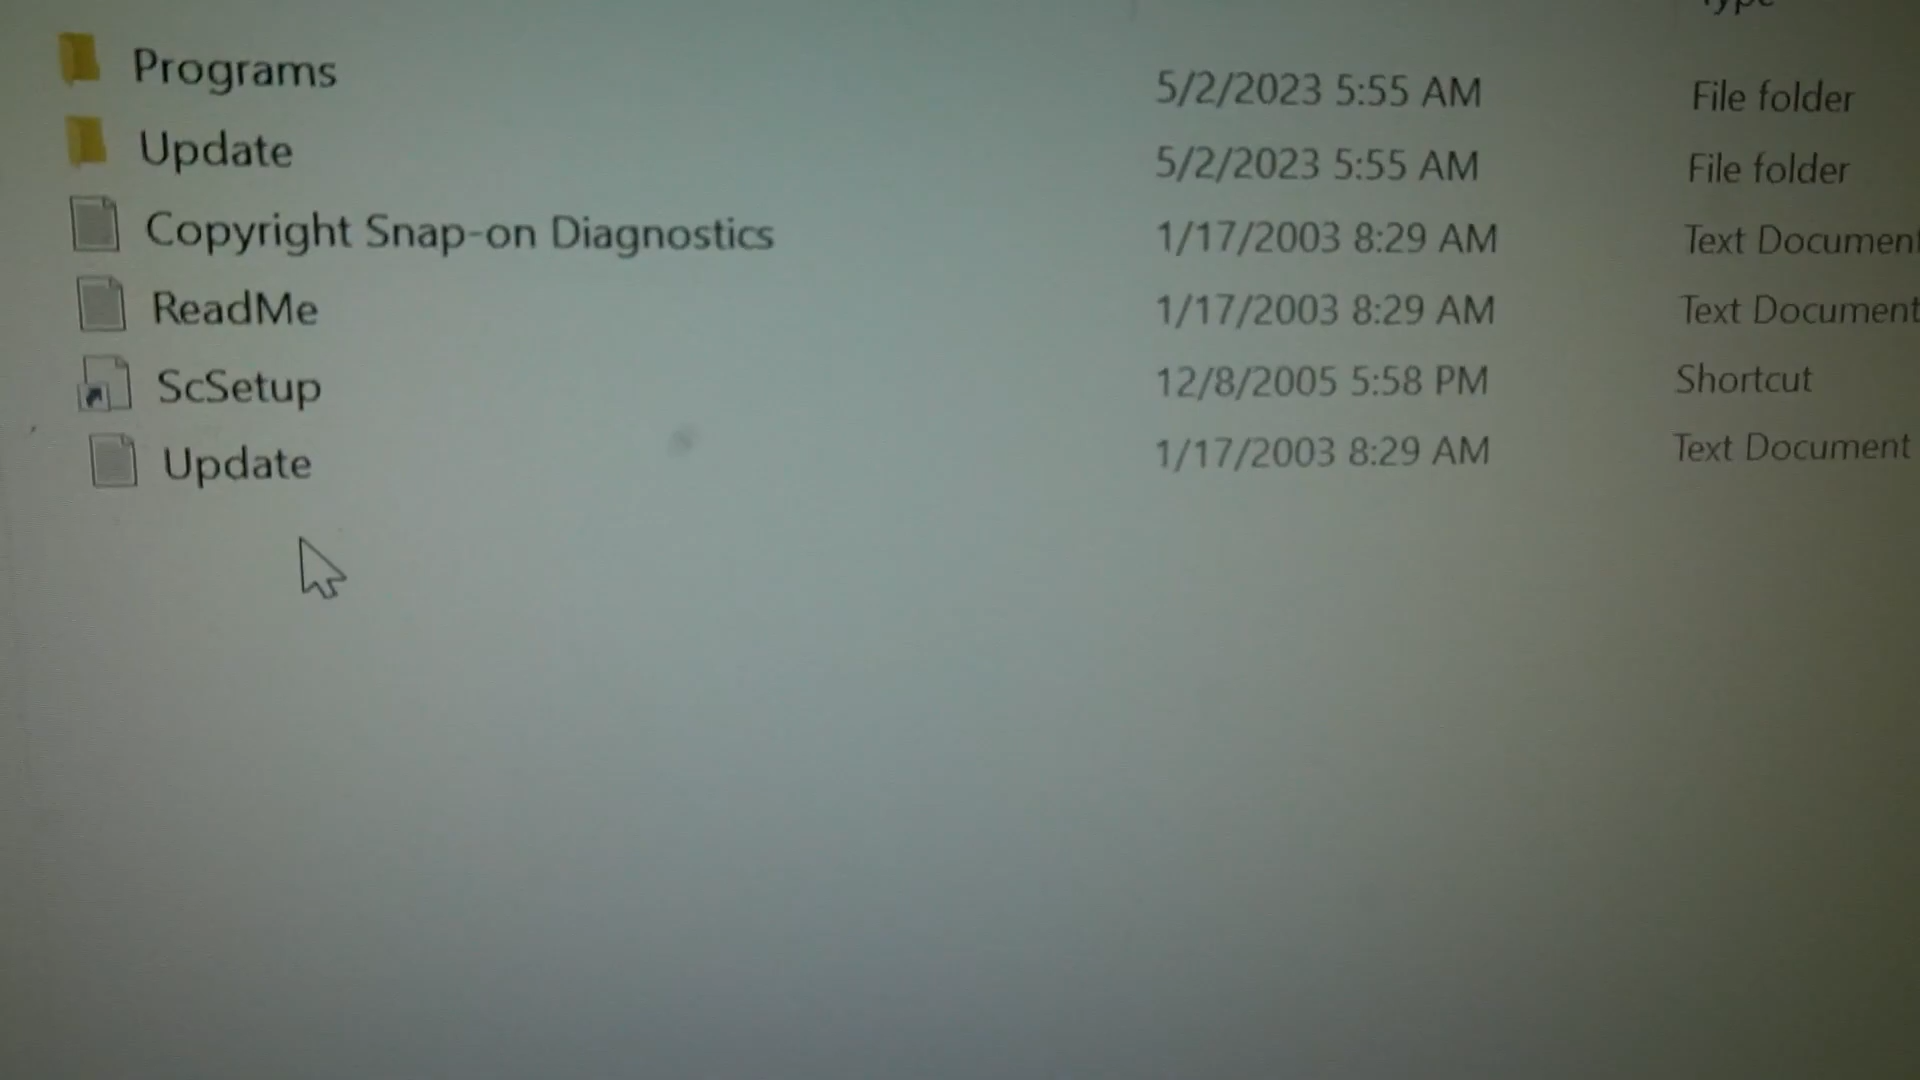 Type
Programs 5/2/2023 5:55 AM File folder
Update 5/2/2023 5:55 AM File folder
Copyright Snap-on Diagnostics 1/17/2003 8:29 AM Text Document
ReadMe 1/17/2003 8:29 AM Text Document
ScSetup 12/8/2005 5:58 PM Shortcut
Update 1/17/2003 8:29 AM Text Document